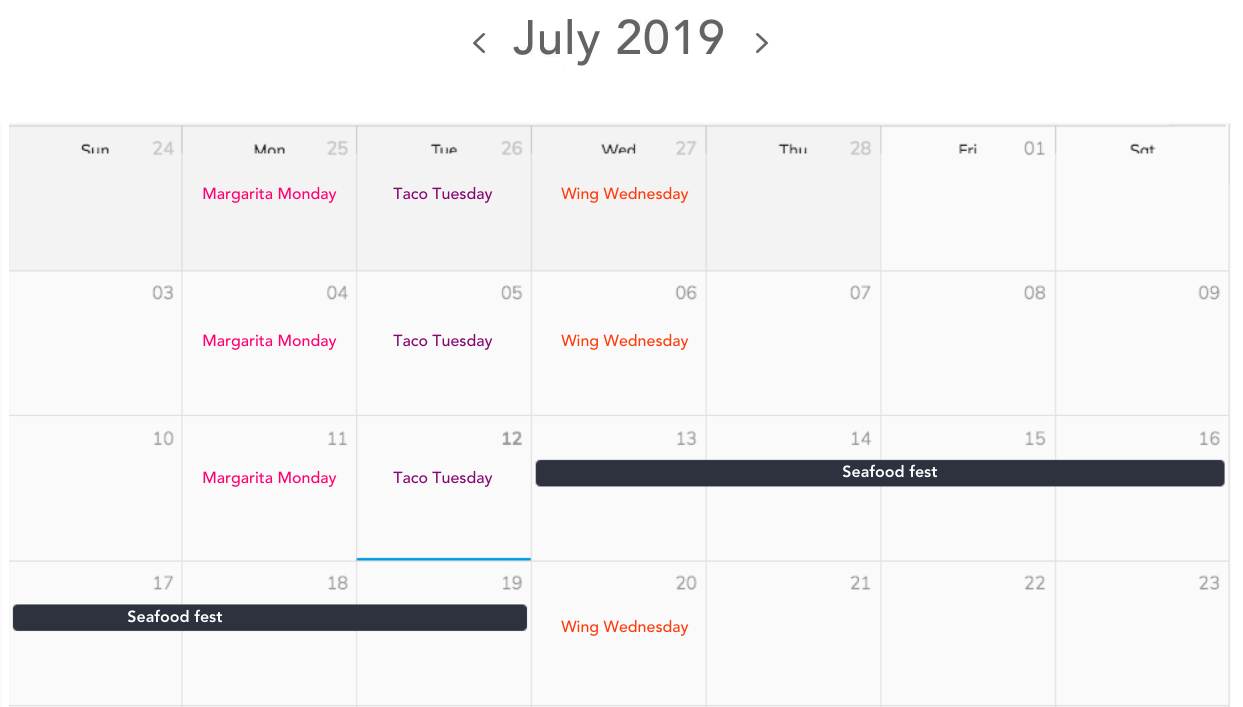 < July 2019 >
Sun 24 Mon 25 Tue 26 Wed 27 Thu 28 Fri 01 Sat
Margarita Monday Taco Tuesday Wing Wednesday
03 04 05 06 07 08 09
Margarita Monday Taco Tuesday Wing Wednesday
10 11 12 13 14 15 16
Seafood fest
Margarita Monday Taco Tuesday
17 18 19 20 21 22 23
Seafood fest
Wing Wednesday